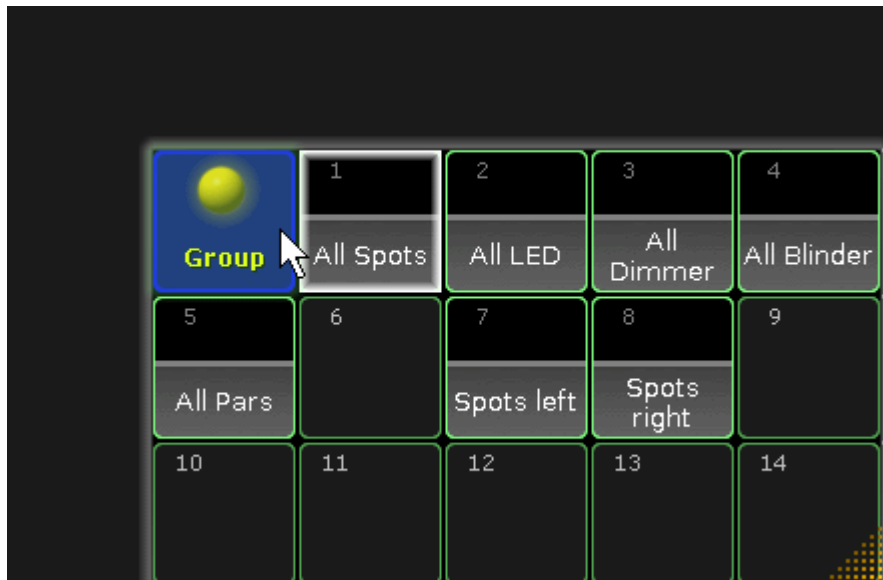 1 2 3 4
Group All Spots All LED All Dimmer All Blinder
5 6 7 8 9
All Pars Spots left Spots right
10 11 12 13 14